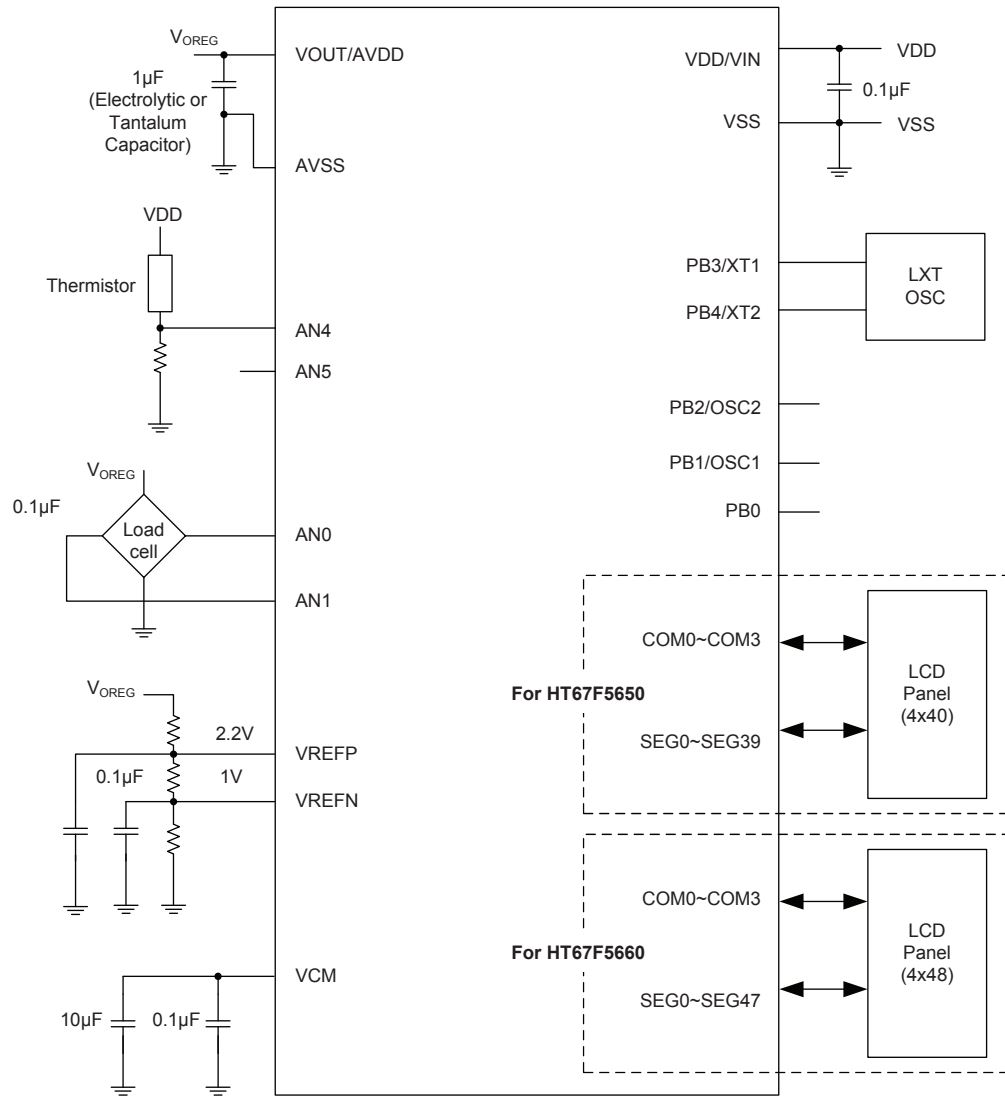 V_OREG
VOUT/AVDD
1µF
(Electrolytic or
Tantalum
Capacitor)
AVSS
VDD
Thermistor
AN4
AN5
V_OREG
0.1µF
Load
cell
AN0
AN1
V_OREG
2.2V
VREFP
0.1µF
1V
VREFN
VCM
10µF
0.1µF
VDD/VIN
VDD
0.1µF
VSS
VSS
PB3/XT1
PB4/XT2
LXT
OSC
PB2/OSC2
PB1/OSC1
PB0
COM0~COM3
For HT67F5650
SEG0~SEG39
LCD
Panel
(4x40)
COM0~COM3
For HT67F5660
SEG0~SEG47
LCD
Panel
(4x48)